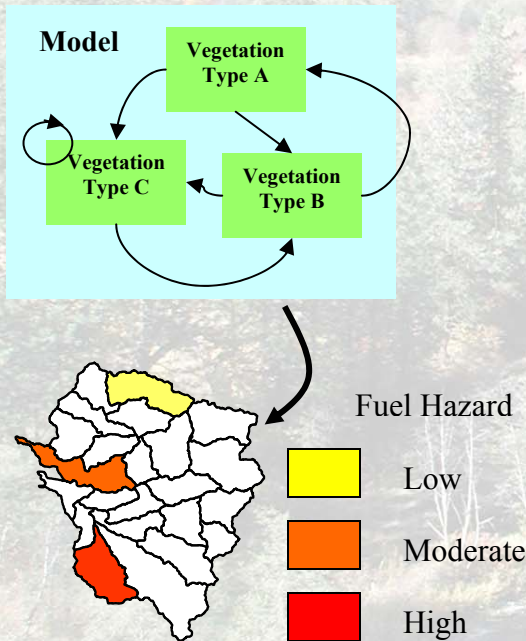 Model
Vegetation
Type A
Vegetation
Type C
Vegetation
Type B
Fuel Hazard
Low
Moderate
High